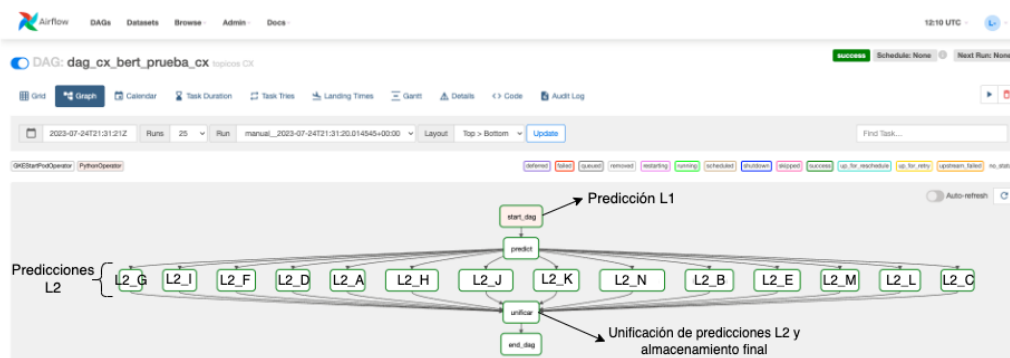 Airflow DAGs Datasets Browse Admin Docs 12:10 UTC L-
DAG: dag_cx_bert_prueba_cx topicos CX success Schedule: None Next Run: None
Grid Graph Calendar Task Duration Task Tries Landing Times Gantt Details <> Code Audit Log
2023-07-24T21:31:21Z Runs 25 Run manual__2023-07-24T21:31:20.014545+00:00 Layout Top > Bottom Update Find Task...
GKEStartPodOperator PythonOperator deferred failed queued removed restarting running scheduled shutdown skipped success up_for_reschedule up_for_retry upstream_failed no_stat
Auto-refresh
Predicción L1
start_dag
predict
Predicciones
L2
L2_G L2_I L2_F L2_D L2_A L2_H L2_J L2_K L2_N L2_B L2_E L2_M L2_L L2_C
unificar
Unificación de predicciones L2 y
almacenamiento final
end_dag